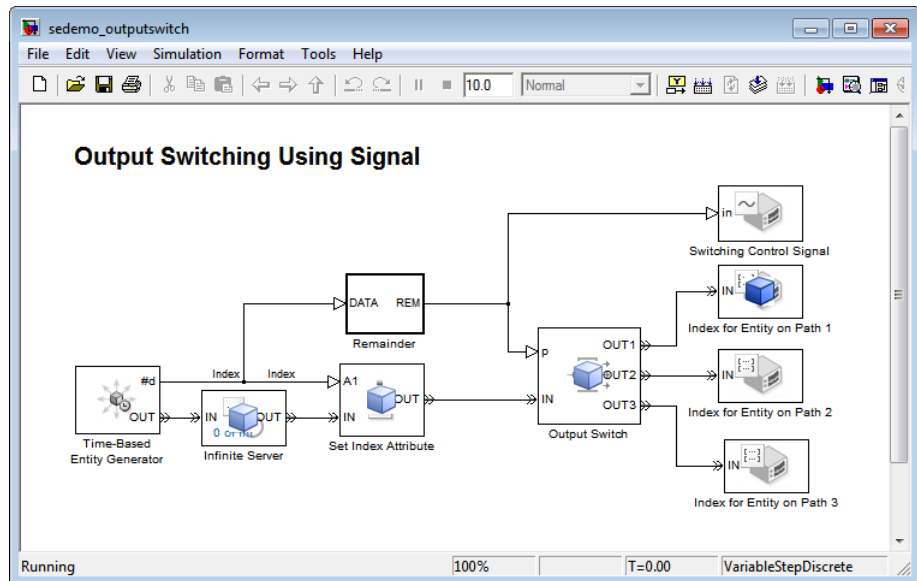 sedemo_outputswitch
File Edit View Simulation Format Tools Help
10.0 Normal
Output Switching Using Signal
in
Switching Control Signal
IN
Index for Entity on Path 1
DATA REM
Remainder
OUT1
p
OUT2
IN
OUT3
Output Switch
IN
Index for Entity on Path 2
#d
Index Index
A1
OUT
IN OUT
IN
OUT
Time-Based
Entity Generator
Infinite Server
Set Index Attribute
IN
Index for Entity on Path 3
Running 100% T=0.00 VariableStepDiscrete